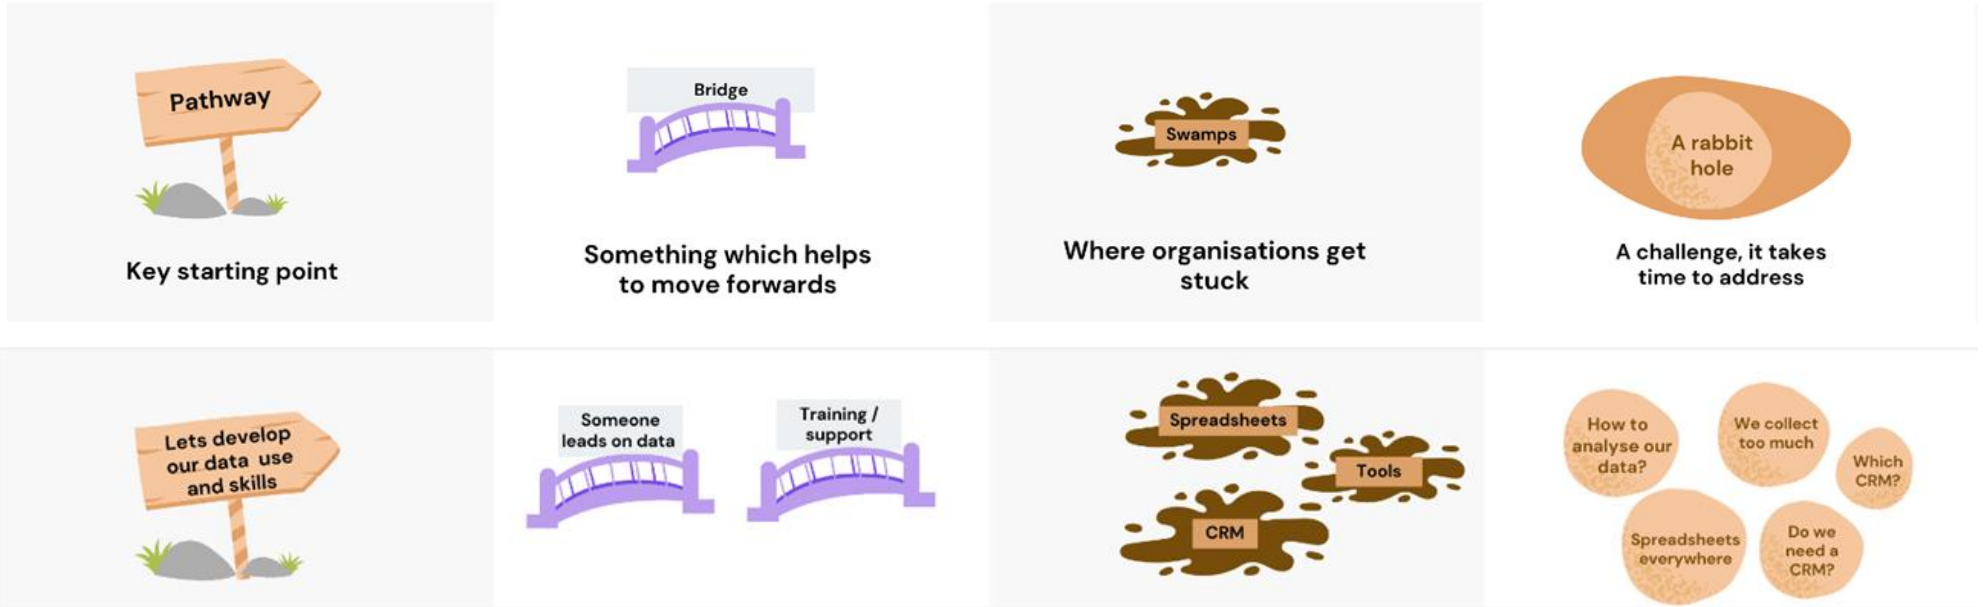 Pathway
Key starting point
Bridge
Something which helps
to move forwards
Swamps
Where organisations get
stuck
A rabbit
hole
A challenge, it takes
time to address
Lets develop
our data use
and skills
Someone
leads on data
Training /
support
Spreadsheets
Tools
CRM
How to
analyse our
data?
We collect
too much
Which
CRM?
Spreadsheets
everywhere
Do we
need a
CRM?